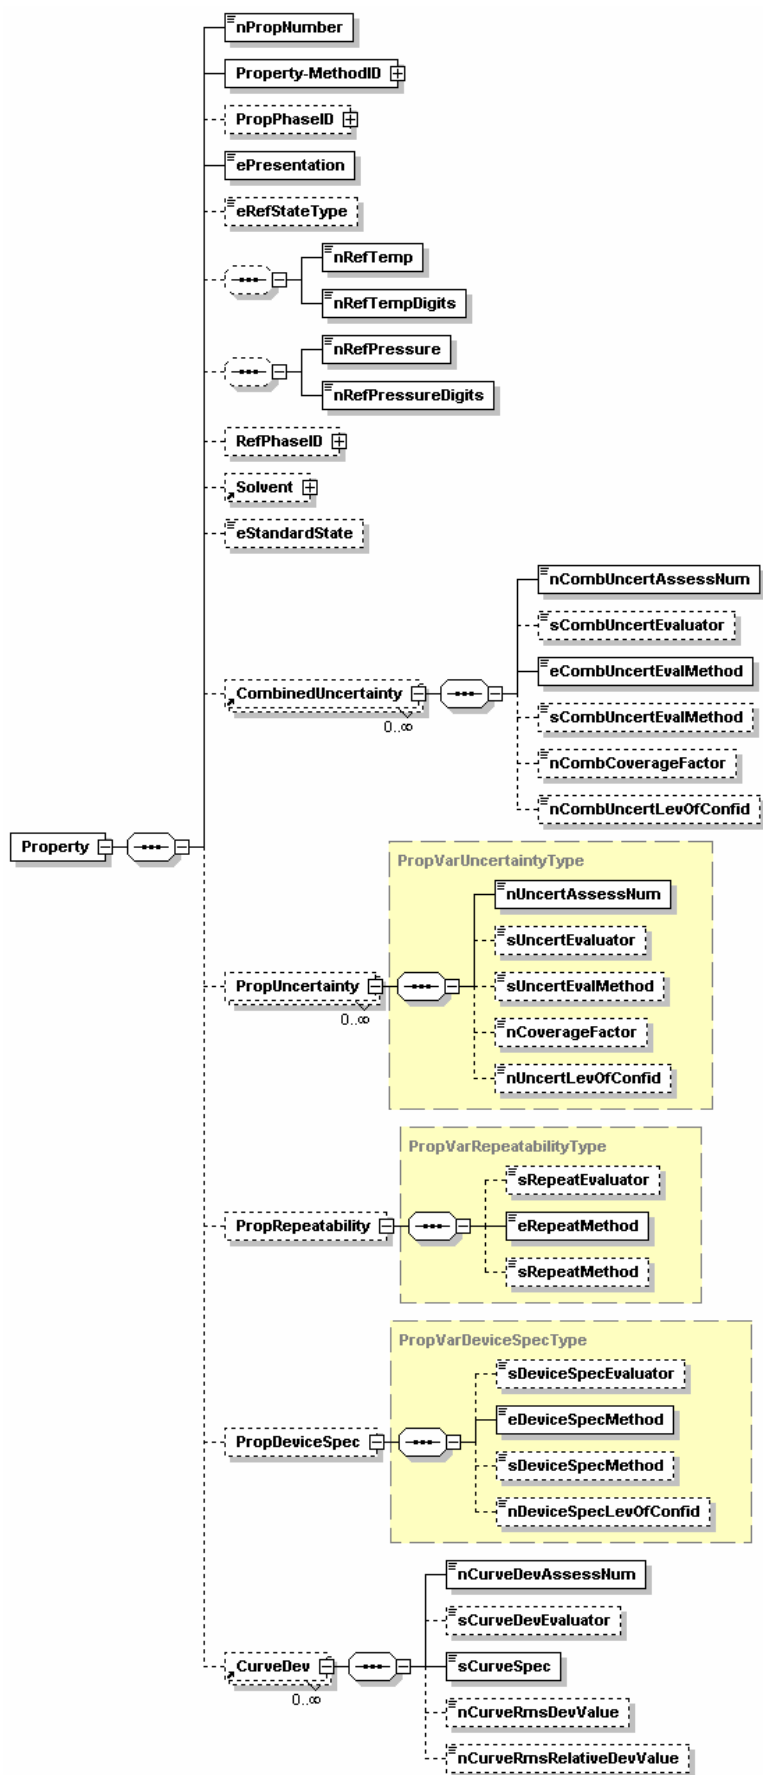 nPropNumber
Property-MethodID
PropPhaseID
ePresentation
eRefStateType
nRefTemp
nRefTempDigits
nRefPressure
nRefPressureDigits
RefPhaseID
Solvent
eStandardState
nCombUncertAssessNum
sCombUncertEvaluator
eCombUncertEvalMethod
CombinedUncertainty
0..∞
sCombUncertEvalMethod
nCombCoverageFactor
nCombUncertLevOfConfid
Property
PropVarUncertaintyType
nUncertAssessNum
sUncertEvaluator
PropUncertainty
0..∞
sUncertEvalMethod
nCoverageFactor
nUncertLevOfConfid
PropVarRepeatabilityType
sRepeatEvaluator
PropRepeatability
eRepeatMethod
sRepeatMethod
PropVarDeviceSpecType
sDeviceSpecEvaluator
eDeviceSpecMethod
PropDeviceSpec
sDeviceSpecMethod
nDeviceSpecLevOfConfid
nCurveDevAssessNum
sCurveDevEvaluator
CurveDev
0..∞
sCurveSpec
nCurveRmsDevValue
nCurveRmsRelativeDevValue